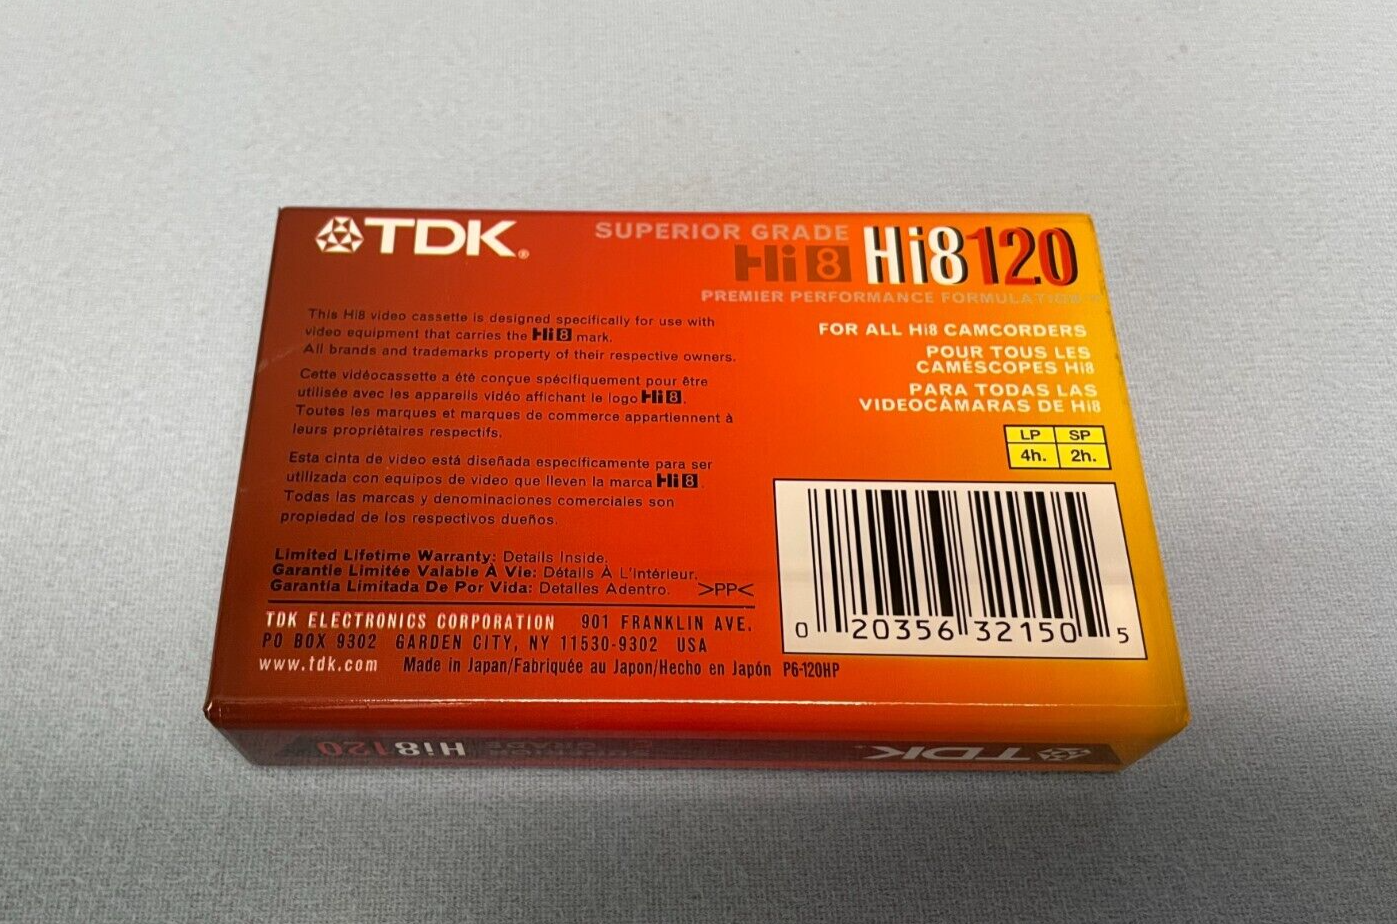 TDK®
SUPERIOR GRADE
Hi8 Hi8 120
PREMIER PERFORMANCE FORMULATION
This Hi8 video cassette is designed specifically for use with
video equipment that carries the Hi8 mark.
All brands and trademarks property of their respective owners.
Cette vidéocassette a été conçue spécifiquement pour être
utilisée avec les appareils vidéo affichant le logo Hi8.
Toutes les marques et marques de commerce appartiennent à
leurs propriétaires respectifs.
Esta cinta de video está diseñada específicamente para ser
utilizada con equipos de video que lleven la marca Hi8.
Todas las marcas y denominaciones comerciales son
propiedad de los respectivos dueños.
Limited Lifetime Warranty: Details Inside.
Garantie Limitée Valable À Vie: Détails À L'Intérieur.
Garantía Limitada De Por Vida: Detalles Adentro. >PP<
FOR ALL Hi8 CAMCORDERS
POUR TOUS LES
CAMÉSCOPES Hi8
PARA TODAS LAS
VIDEOCÁMARAS DE Hi8
LP SP
4h. 2h.
0 20356 32150 5
TDK ELECTRONICS CORPORATION 901 FRANKLIN AVE.
PO BOX 9302 GARDEN CITY, NY 11530-9302 USA
www.tdk.com Made in Japan/Fabriquée au Japon/Hecho en Japón P6-120HP
TDK. SUPERIOR GRADE Hi8 120